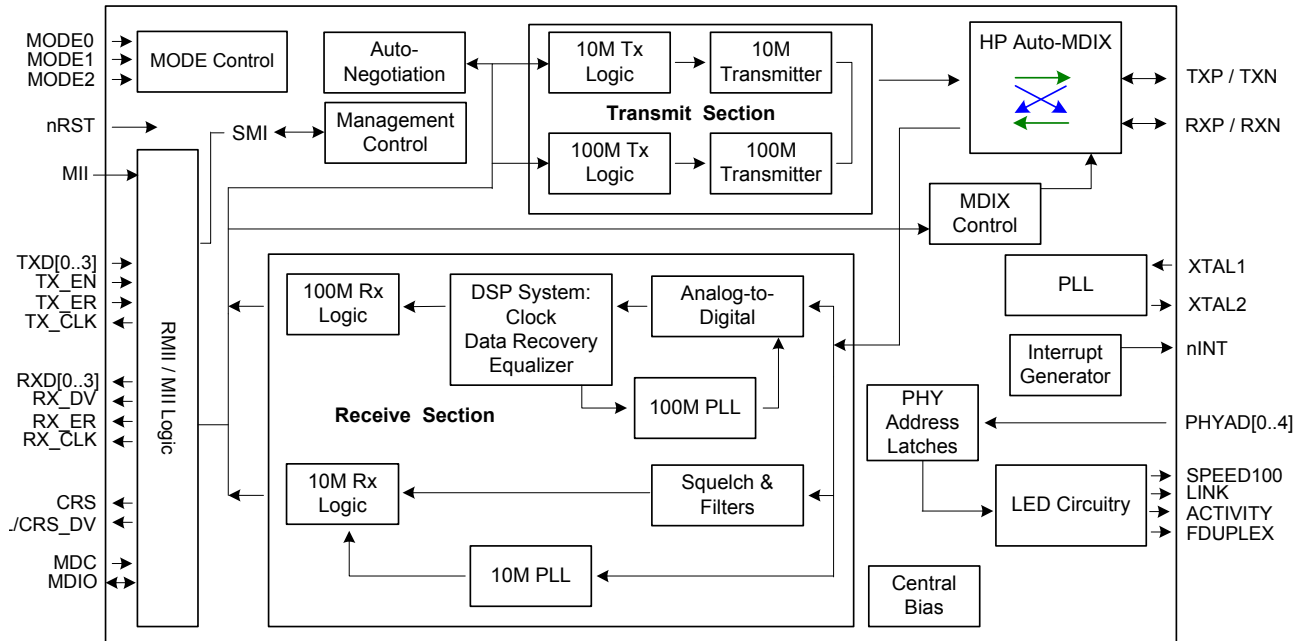 MODE0
MODE1
MODE2
MODE Control
Auto-
Negotiation
10M Tx
Logic
10M
Transmitter
HP Auto-MDIX
TXP / TXN
RXP / RXN
Transmit Section
nRST
SMI
Management
Control
MII
100M Tx
Logic
100M
Transmitter
MDIX
Control
TXD[0..3]
TX_EN
TX_ER
TX_CLK
RXD[0..3]
RX_DV
RX_ER
RX_CLK
CRS
./CRS_DV
MDC
MDIO
RMII / MII Logic
100M Rx
Logic
DSP System:
Clock
Data Recovery
Equalizer
Analog-to-
Digital
100M PLL
Receive Section
10M Rx
Logic
Squelch &
Filters
10M PLL
PLL
XTAL1
XTAL2
Interrupt
Generator
nINT
PHY
Address
Latches
PHYAD[0..4]
LED Circuitry
SPEED100
LINK
ACTIVITY
FDUPLEX
Central
Bias